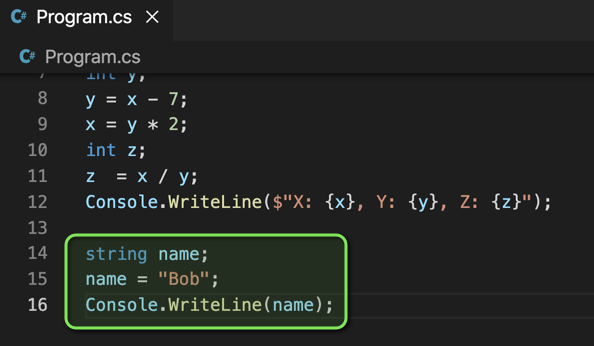 C# Program.cs ×
C# Program.cs
7 int y;
8 y = x - 7;
9 x = y * 2;
10 int z;
11 z  = x / y;
12 Console.WriteLine($"X: {x}, Y: {y}, Z: {z}");
13
14 string name;
15 name = "Bob";
16 Console.WriteLine(name);